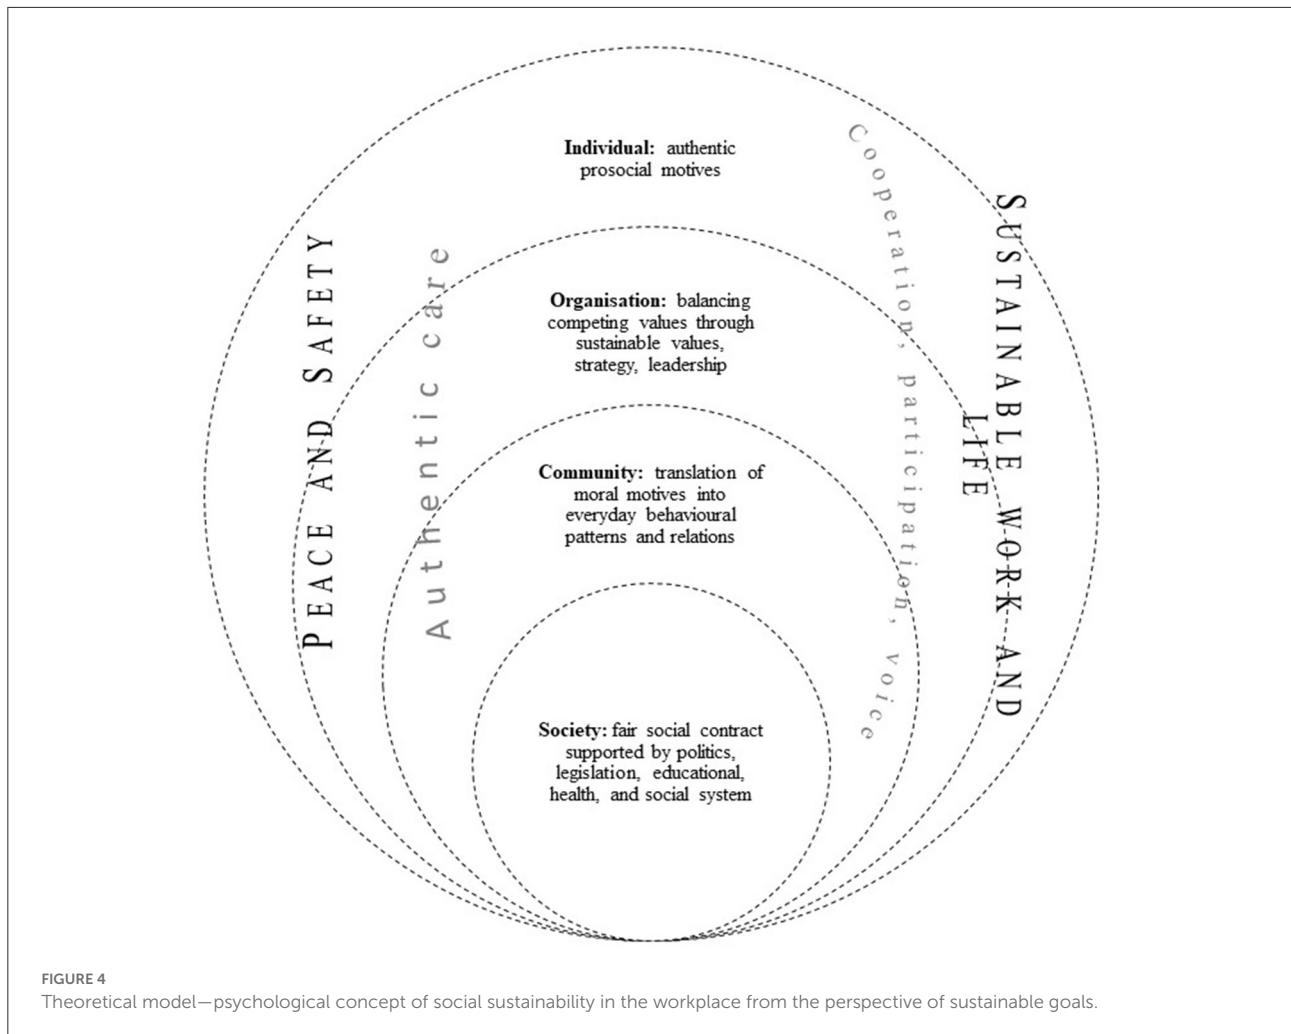 Individual: authentic
prosocial motives
Organisation: balancing
competing values through
sustainable values,
strategy, leadership
Community: translation of
moral motives into
everyday behavioural
patterns and relations
Society: fair social contract
supported by politics,
legislation, educational,
health, and social system
PEACE AND SAFETY
Authentic care
Cooperation, participation, voice
SUSTAINABLE WORK AND
LIFE
FIGURE 4
Theoretical model—psychological concept of social sustainability in the workplace from the perspective of sustainable goals.